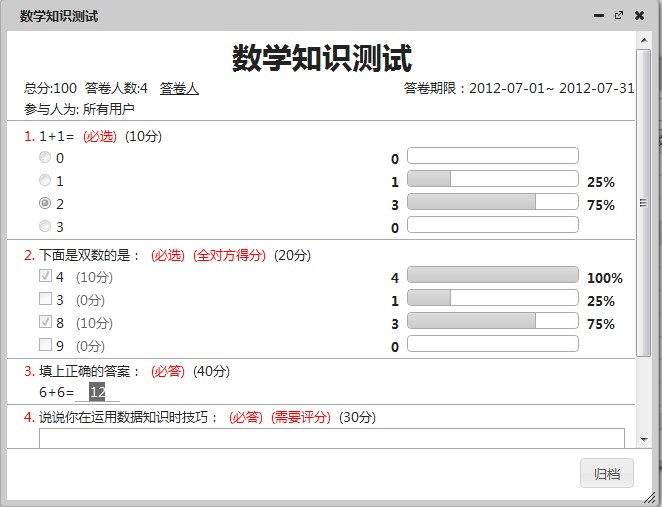 数学知识测试
数学知识测试
总分:100 答卷人数:4 答卷人 答卷期限：2012-07-01~ 2012-07-31
参与人为: 所有用户
1. 1+1= (必选) (10分)
0 0
1 1 25%
2 3 75%
3 0
2. 下面是双数的是： (必选) (全对方得分) (20分)
4 (10分) 4 100%
3 (0分) 1 25%
8 (10分) 3 75%
9 (0分) 0
3. 填上正确的答案： (必答) (40分)
6+6=__12__
4. 说说你在运用数据知识时技巧： (必答) (需要评分) (30分)
归档